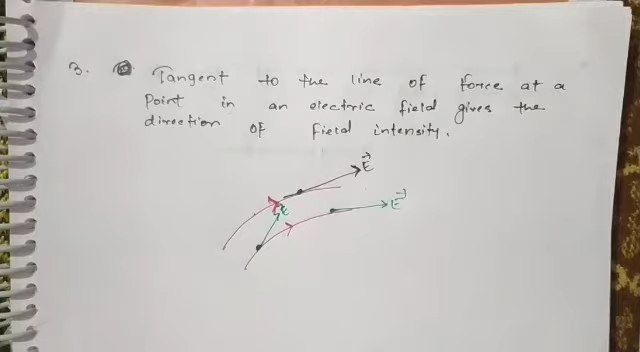 3. Tangent to the line of force at a
Point in an electric field gives the
direction of field intensity.
E
E
E